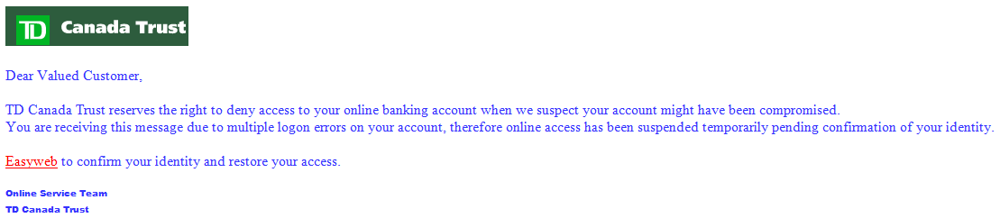 TD Canada Trust
Dear Valued Customer,
TD Canada Trust reserves the right to deny access to your online banking account when we suspect your account might have been compromised.
You are receiving this message due to multiple logon errors on your account, therefore online access has been suspended temporarily pending confirmation of your identity.
Easyweb to confirm your identity and restore your access.
Online Service Team
TD Canada Trust